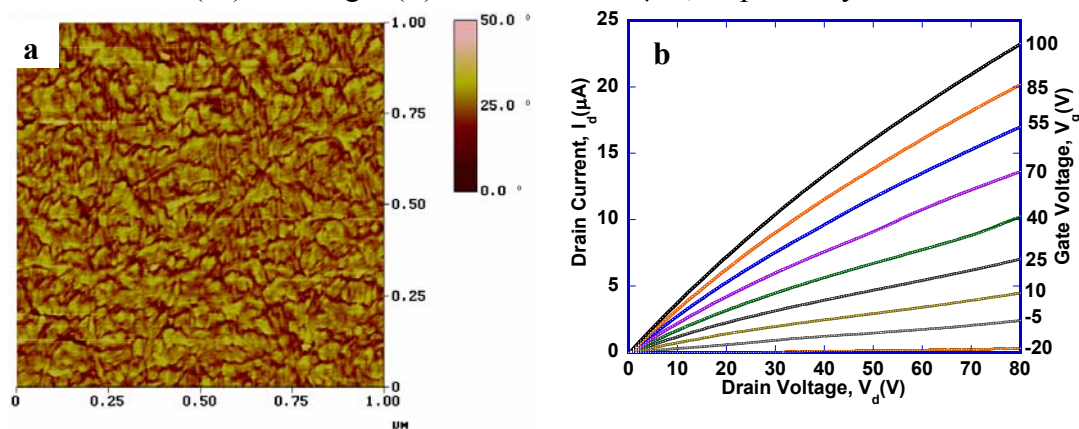 a
50.0 °
25.0 °
0.0 °
1.00
0.75
0.50
0.25
0
0 0.25 0.50 0.75 1.00
µM
b
Drain Current, I_d(µA)
25
20
15
10
5
0
0 10 20 30 40 50 60 70 80
Drain Voltage, V_d(V)
100
85
55
70
40
25
10
-5
-20
Gate Voltage, V_g(V)